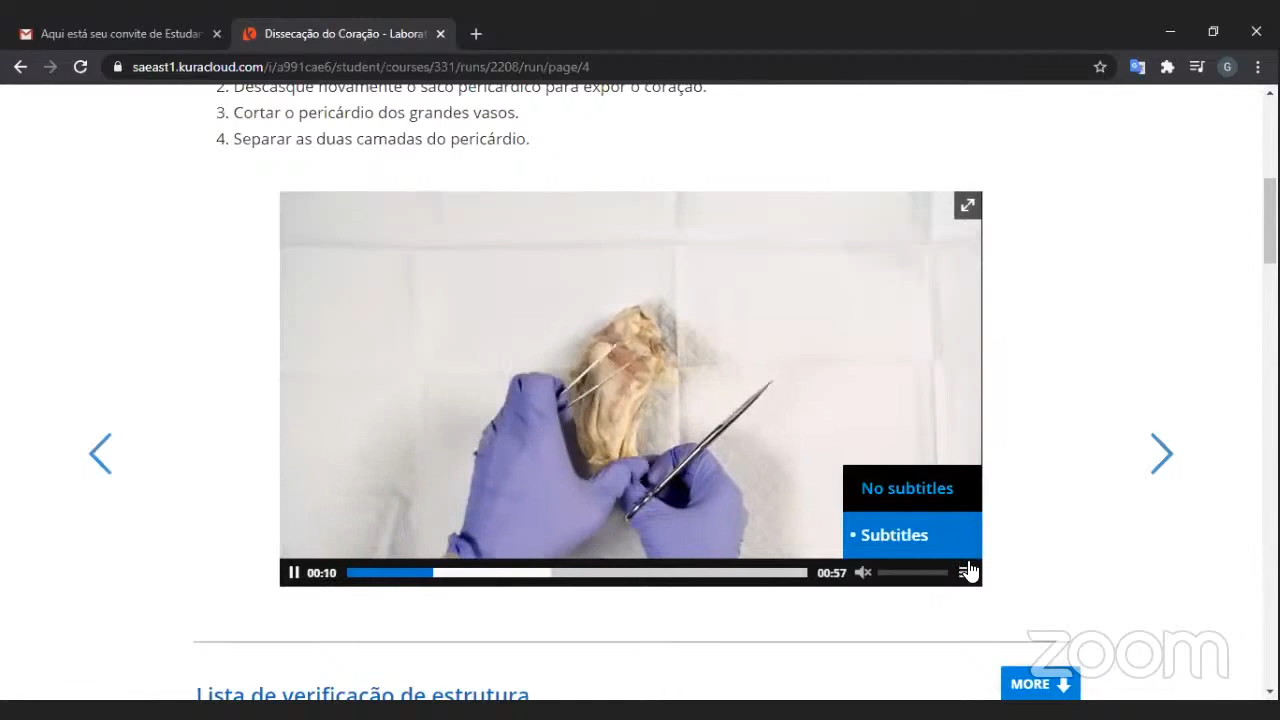 Aqui está seu convite de Estudar
Dissecação do Coração - Laborat
saeast1.kuracloud.com/i/a991cae6/student/courses/331/runs/2208/run/page/4
G
2. Descasque novamente o saco pericárdico para expor o coração.
3. Cortar o pericárdio dos grandes vasos.
4. Separar as duas camadas do pericárdio.
No subtitles
• Subtitles
00:10
00:57
zoom
Lista de verificação de estrutura
MORE